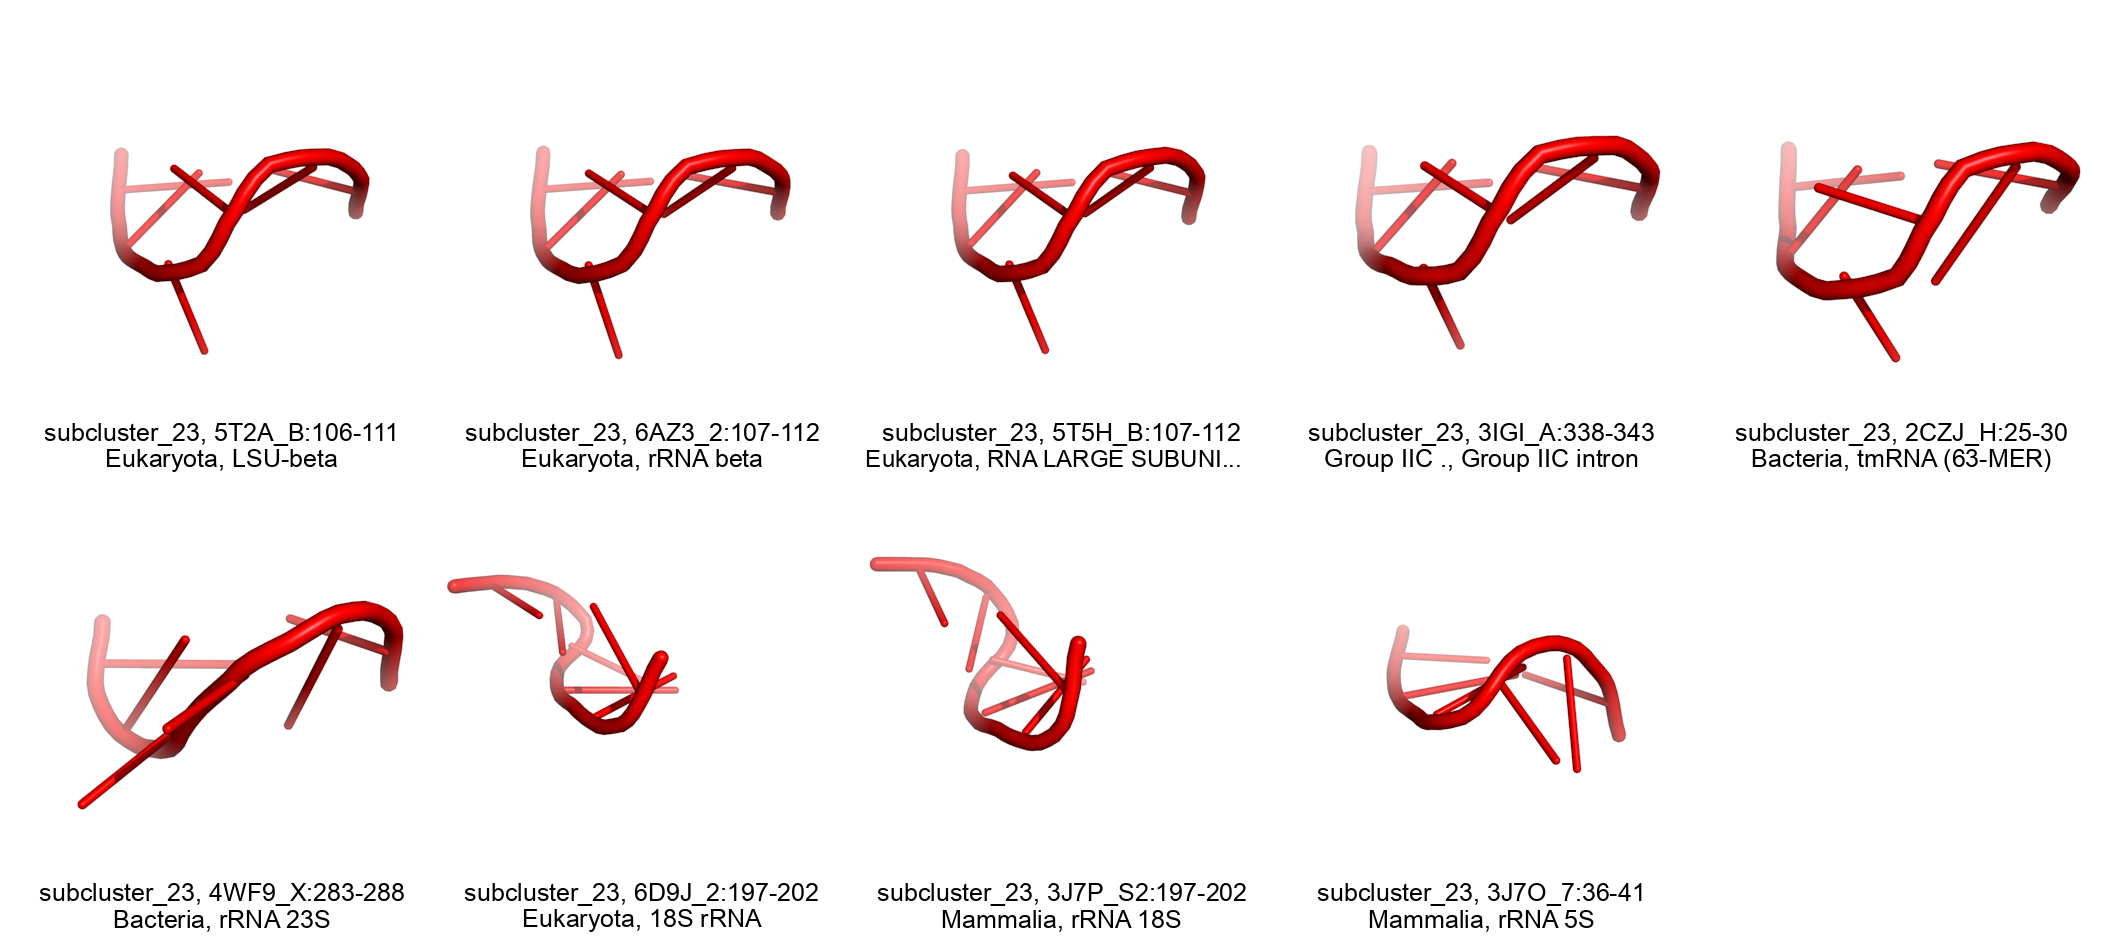 subcluster_23, 5T2A_B:106-111
Eukaryota, LSU-beta
subcluster_23, 6AZ3_2:107-112
Eukaryota, rRNA beta
subcluster_23, 5T5H_B:107-112
Eukaryota, RNA LARGE SUBUNI...
subcluster_23, 3IGI_A:338-343
Group IIC ., Group IIC intron
subcluster_23, 2CZJ_H:25-30
Bacteria, tmRNA (63-MER)
subcluster_23, 4WF9_X:283-288
Bacteria, rRNA 23S
subcluster_23, 6D9J_2:197-202
Eukaryota, 18S rRNA
subcluster_23, 3J7P_S2:197-202
Mammalia, rRNA 18S
subcluster_23, 3J7O_7:36-41
Mammalia, rRNA 5S